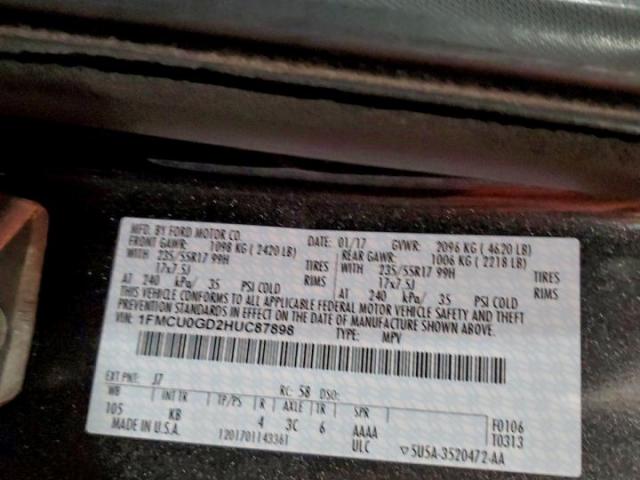 MFD. BY FORD MOTOR CO.
DATE: 01/17 GVWR: 2096 KG ( 4620 LB)
FRONT GAWR: 1098 KG ( 2420 LB) REAR GAWR: 1006 KG ( 2218 LB)
WITH 235/55R17 99H TIRES WITH 235/55R17 99H TIRES
17x7.5J RIMS 17x7.5J RIMS
AT 240 kPa/ 35 PSI COLD AT 240 kPa/ 35 PSI COLD
THIS VEHICLE CONFORMS TO ALL APPLICABLE FEDERAL MOTOR VEHICLE SAFETY AND THEFT
PREVENTION STANDARDS IN EFFECT ON THE DATE OF MANUFACTURE SHOWN ABOVE.
VIN: 1FMCU0GD2HUC87898 TYPE: MPV
EXT PNT: J7 RC: 58 DSO:
WB INT TR TP/PS R AXLE TR SPR
105 KB 4 3C 6 AAAA F0106
MADE IN U.S.A. 1201701143361 ULC T0313
▽5U5A-3520472-AA